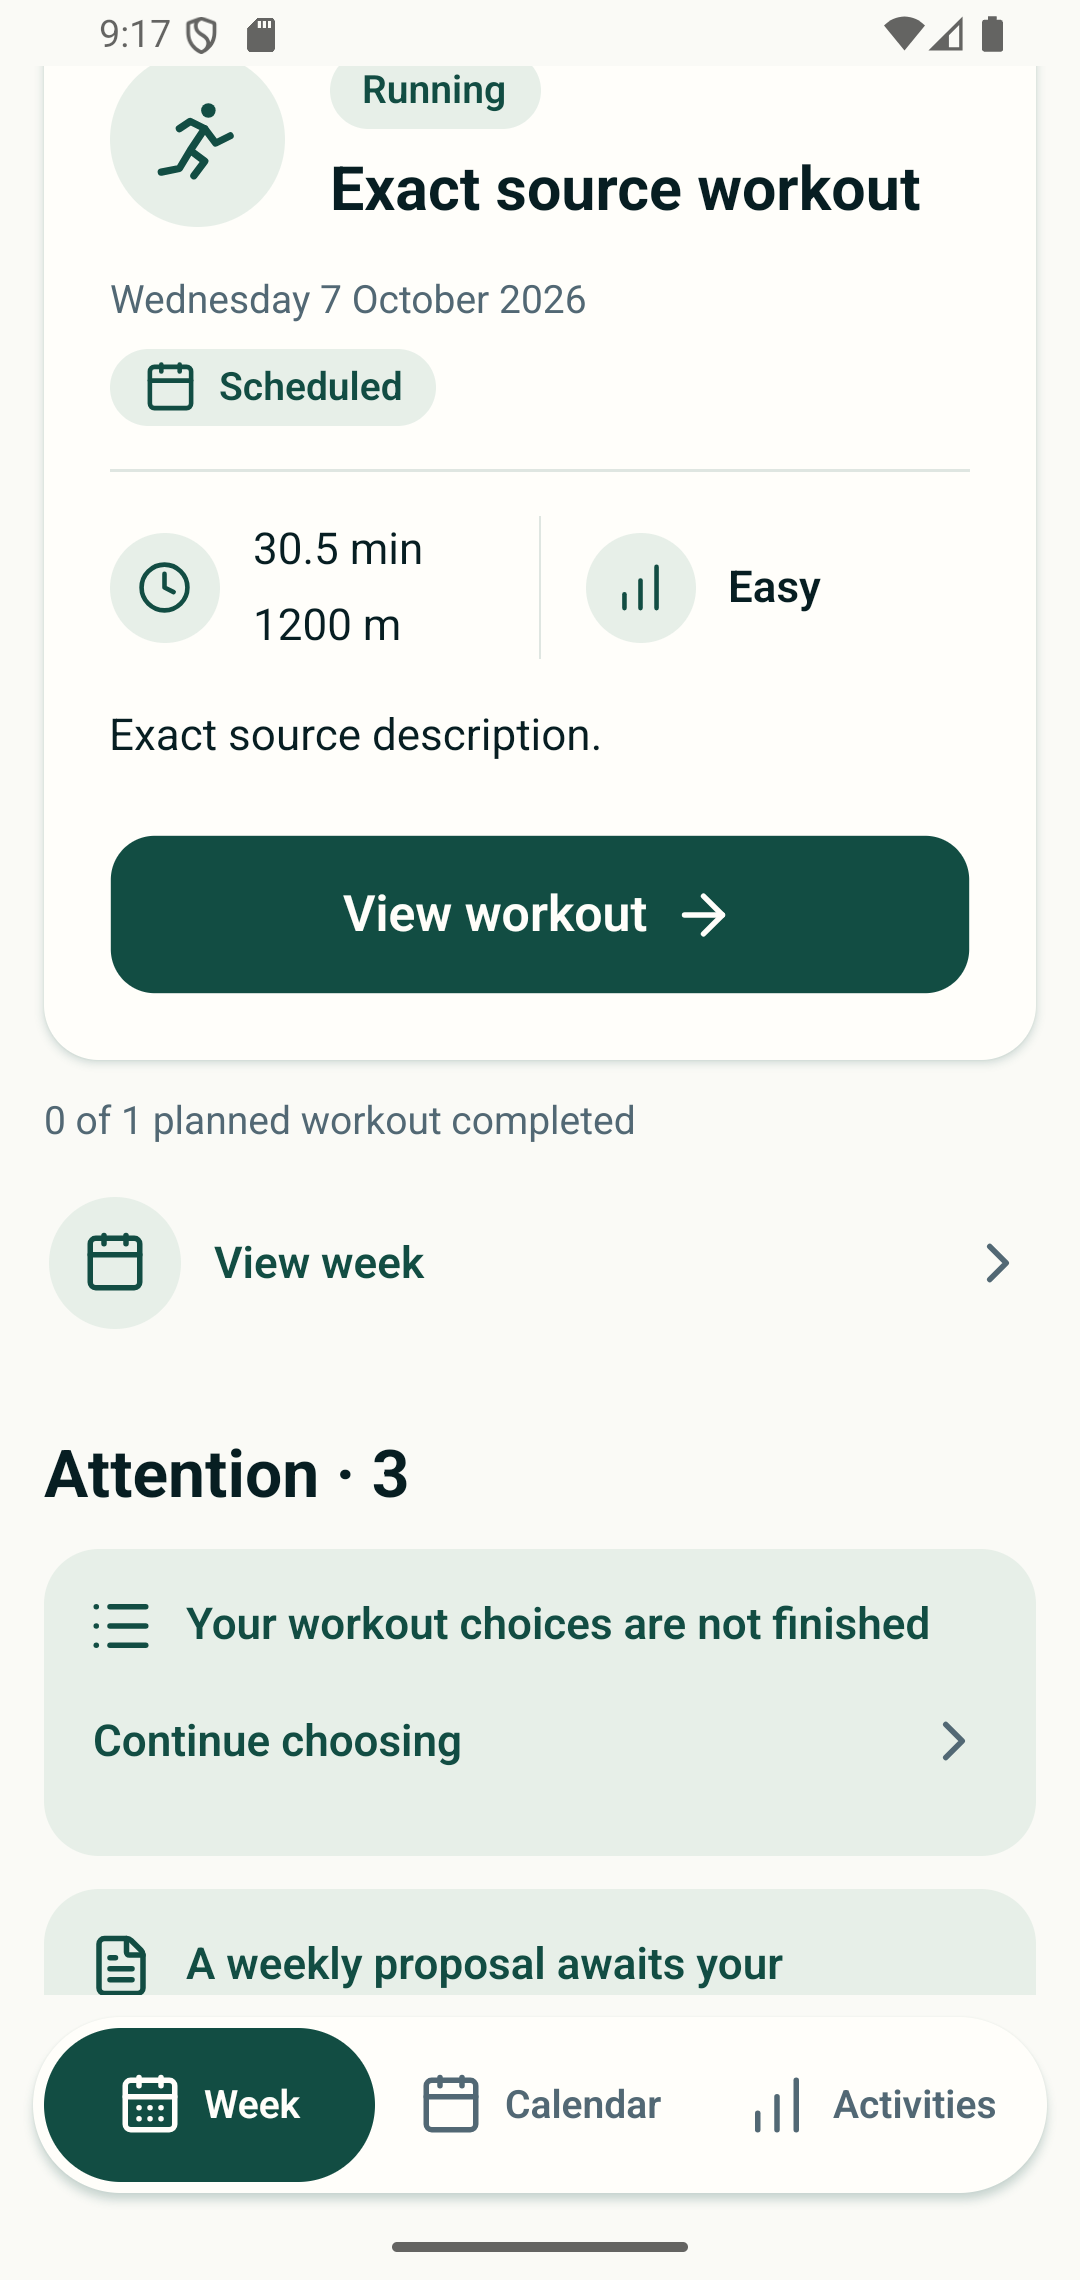 9:17
Running
Exact source workout
Wednesday 7 October 2026
Scheduled
30.5 min
1200 m
Easy
Exact source description.
View workout
0 of 1 planned workout completed
View week
Attention · 3
Your workout choices are not finished
Continue choosing
A weekly proposal awaits your
Week
Calendar
Activities